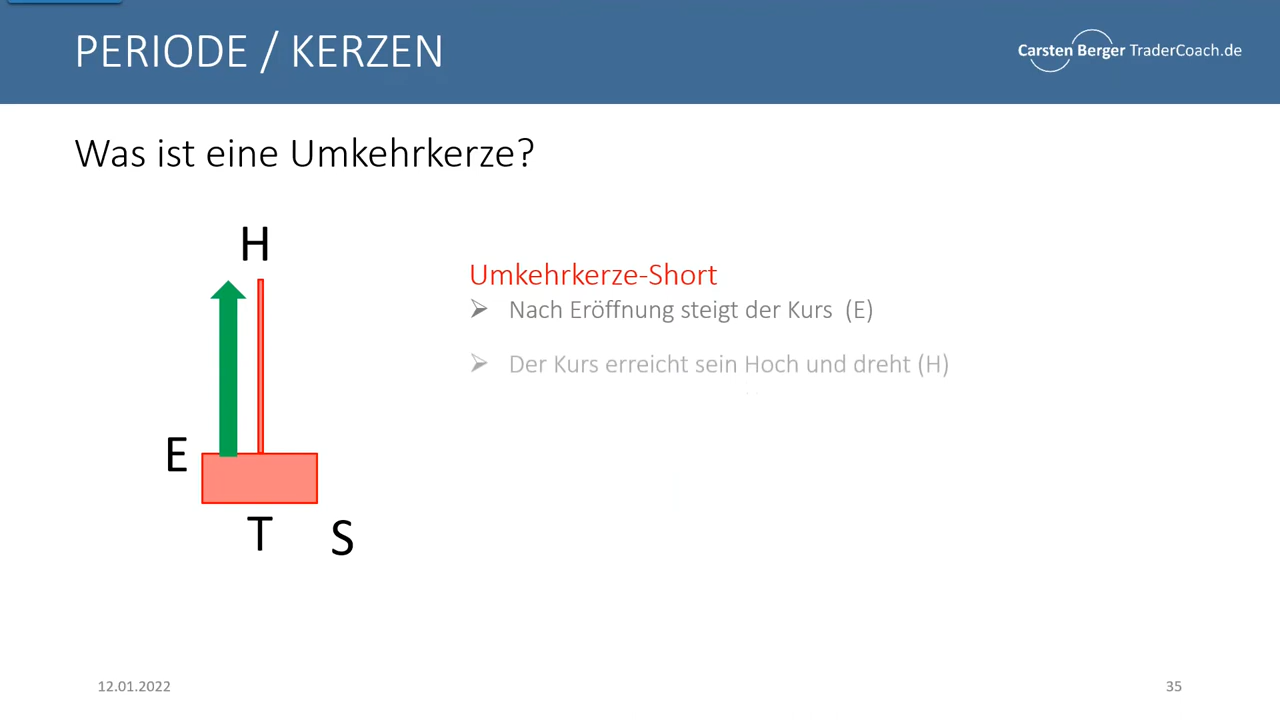 PERIODE / KERZEN
Carsten Berger TraderCoach.de
Was ist eine Umkehrkerze?
H
Umkehrkerze-Short
Nach Eröffnung steigt der Kurs (E)
Der Kurs erreicht sein Hoch und dreht (H)
E
T
S
12.01.2022
35